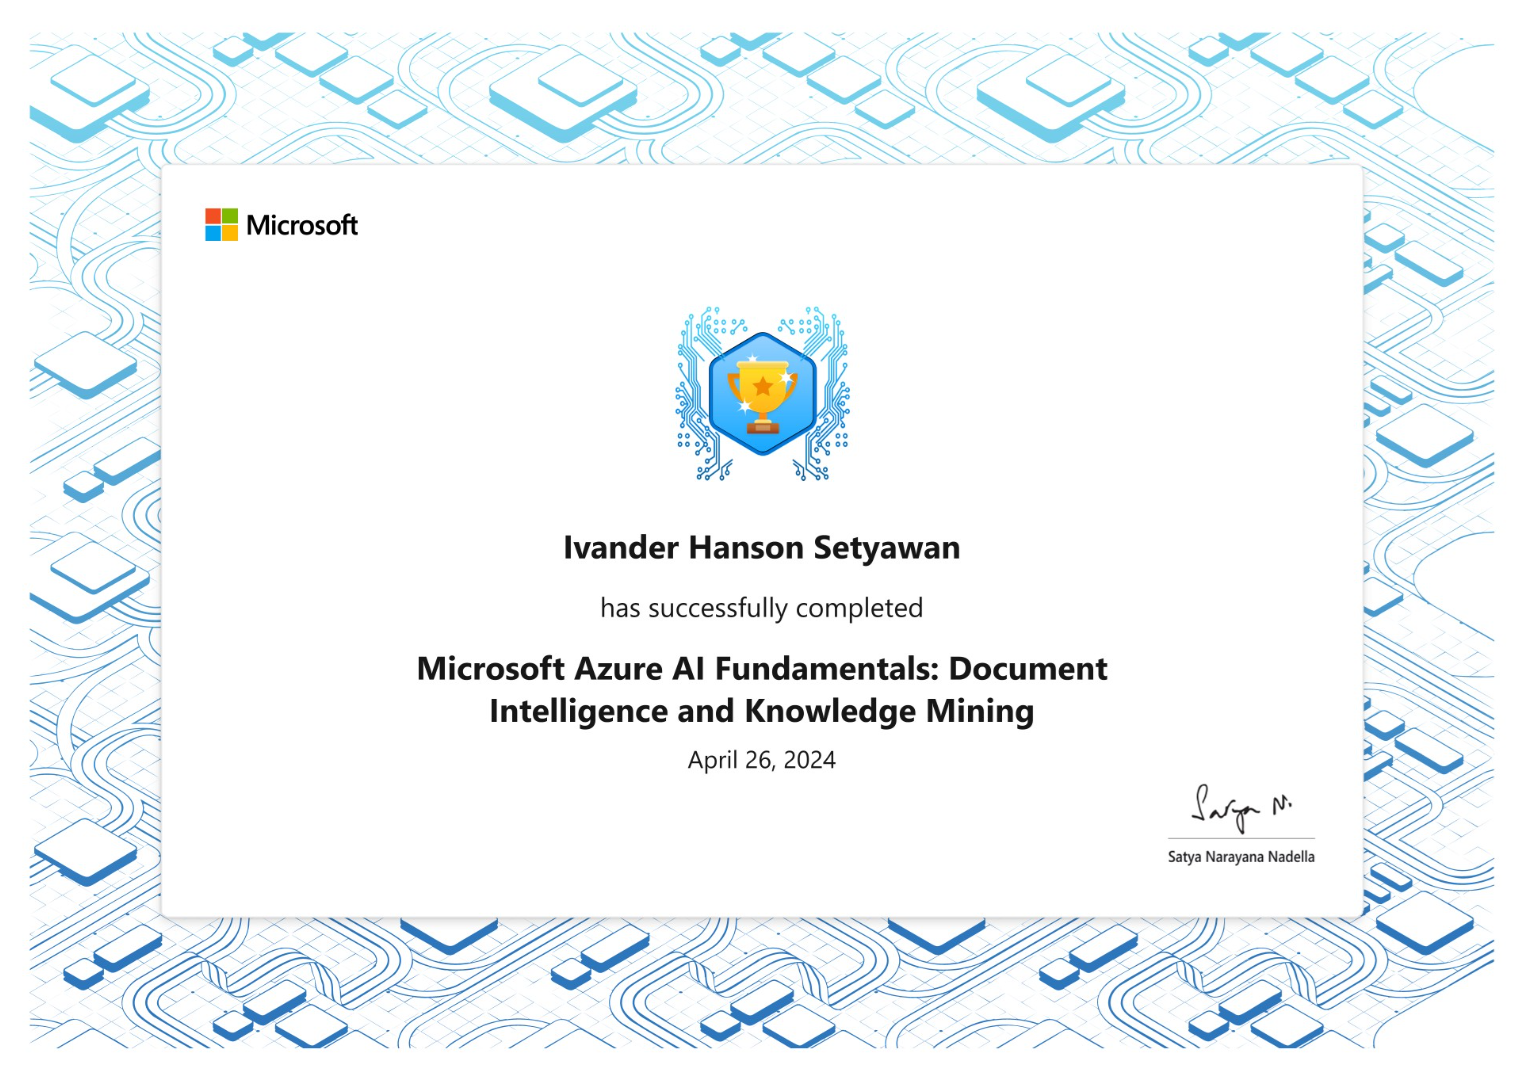 Microsoft
Ivander Hanson Setyawan
has successfully completed
Microsoft Azure AI Fundamentals: Document
Intelligence and Knowledge Mining
April 26, 2024
Satya N.
Satya Narayana Nadella